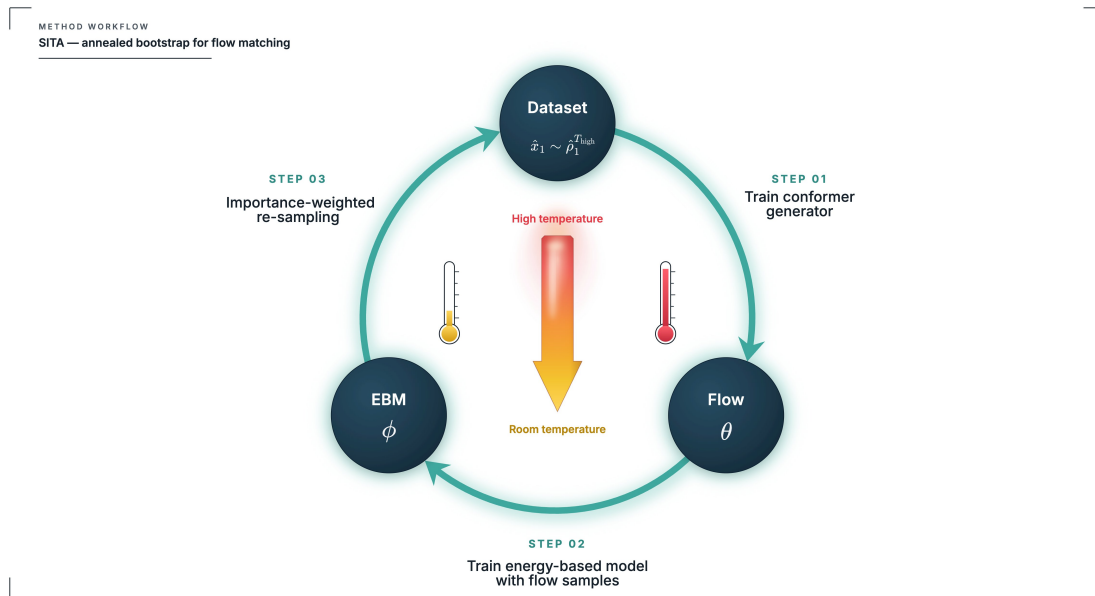 METHOD WORKFLOW
SITA — annealed bootstrap for flow matching
Dataset
x̂₁ ∼ ρ̂₁^{T_high}
STEP 03
Importance-weighted
re-sampling
STEP 01
Train conformer
generator
High temperature
EBM
ϕ
Flow
θ
Room temperature
STEP 02
Train energy-based model
with flow samples